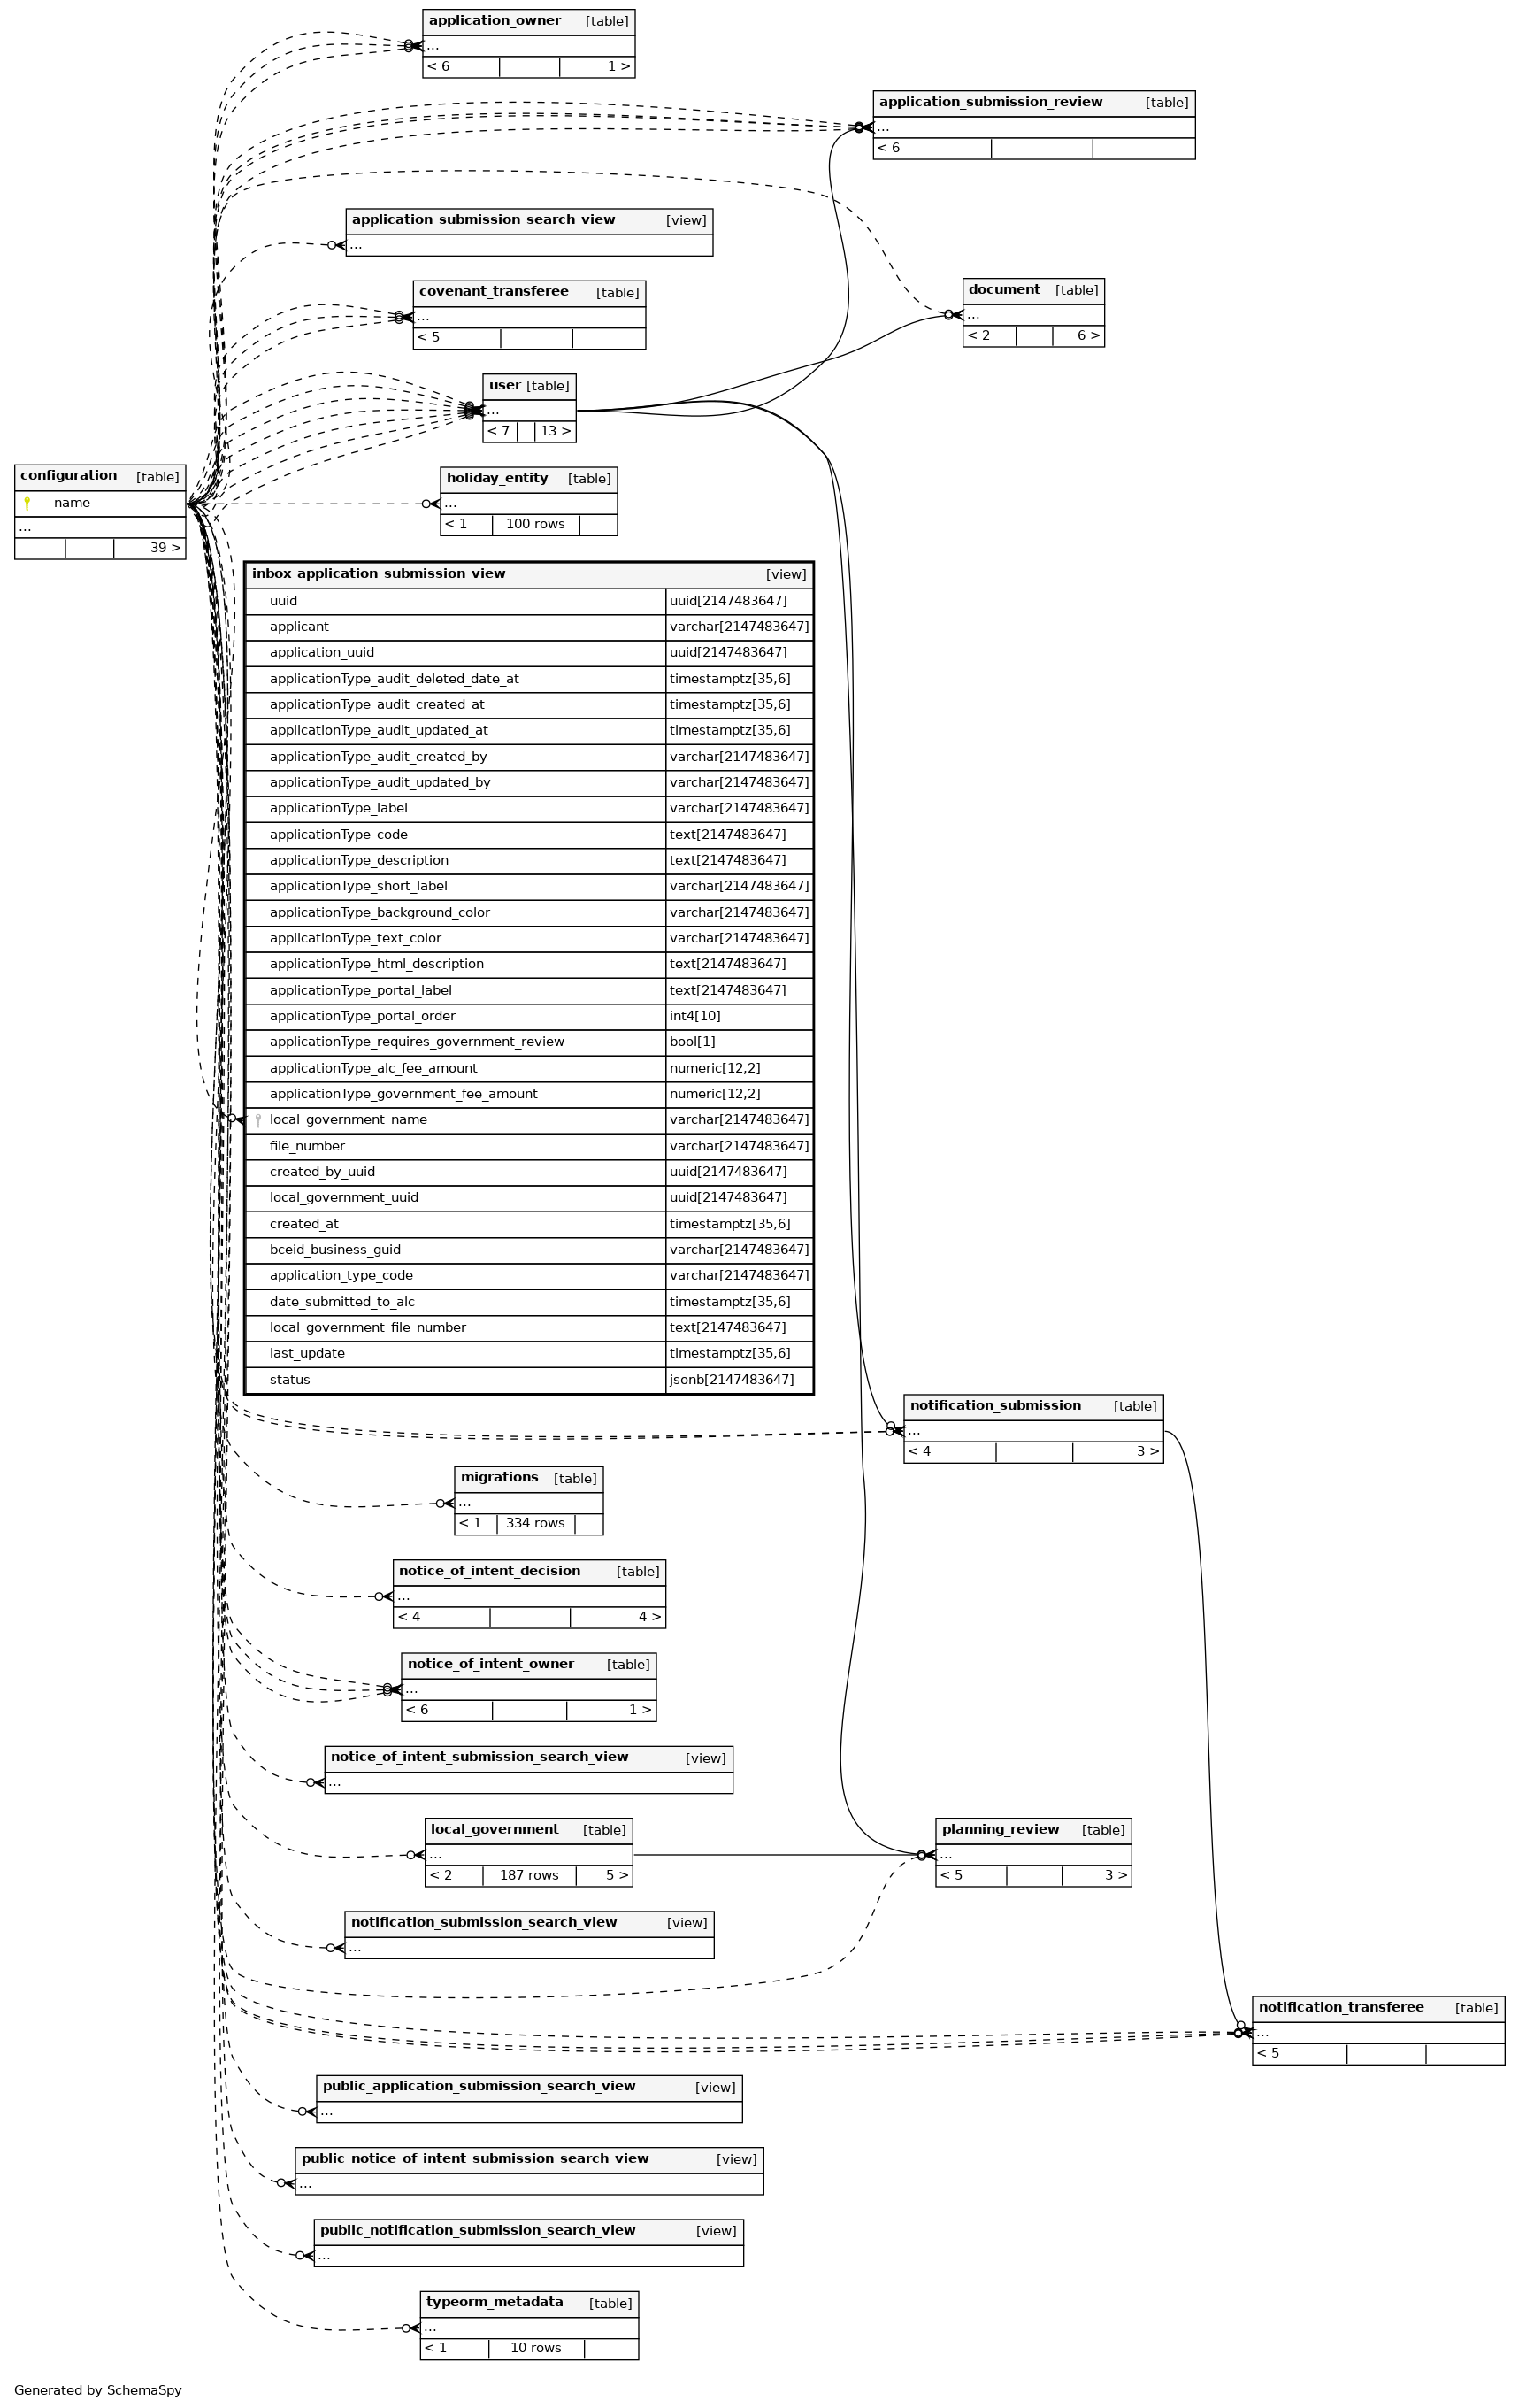 application_owner [table]
...
< 6 1 >
application_submission_review [table]
...
< 6
application_submission_search_view [view]
...
covenant_transferee [table]
...
< 5
document [table]
...
< 2 6 >
user [table]
...
< 7 13 >
configuration [table]
name
...
39 >
holiday_entity [table]
...
< 1 100 rows
inbox_application_submission_view [view]
uuid uuid[2147483647]
applicant varchar[2147483647]
application_uuid uuid[2147483647]
applicationType_audit_deleted_date_at timestamptz[35,6]
applicationType_audit_created_at timestamptz[35,6]
applicationType_audit_updated_at timestamptz[35,6]
applicationType_audit_created_by varchar[2147483647]
applicationType_audit_updated_by varchar[2147483647]
applicationType_label varchar[2147483647]
applicationType_code text[2147483647]
applicationType_description text[2147483647]
applicationType_short_label varchar[2147483647]
applicationType_background_color varchar[2147483647]
applicationType_text_color varchar[2147483647]
applicationType_html_description text[2147483647]
applicationType_portal_label text[2147483647]
applicationType_portal_order int4[10]
applicationType_requires_government_review bool[1]
applicationType_alc_fee_amount numeric[12,2]
applicationType_government_fee_amount numeric[12,2]
local_government_name varchar[2147483647]
file_number varchar[2147483647]
created_by_uuid uuid[2147483647]
local_government_uuid uuid[2147483647]
created_at timestamptz[35,6]
bceid_business_guid varchar[2147483647]
application_type_code varchar[2147483647]
date_submitted_to_alc timestamptz[35,6]
local_government_file_number text[2147483647]
last_update timestamptz[35,6]
status jsonb[2147483647]
notification_submission [table]
...
< 4 3 >
migrations [table]
...
< 1 334 rows
notice_of_intent_decision [table]
...
< 4 4 >
notice_of_intent_owner [table]
...
< 6 1 >
notice_of_intent_submission_search_view [view]
...
local_government [table]
...
< 2 187 rows 5 >
planning_review [table]
...
< 5 3 >
notification_submission_search_view [view]
...
notification_transferee [table]
...
< 5
public_application_submission_search_view [view]
...
public_notice_of_intent_submission_search_view [view]
...
public_notification_submission_search_view [view]
...
typeorm_metadata [table]
...
< 1 10 rows
Generated by SchemaSpy